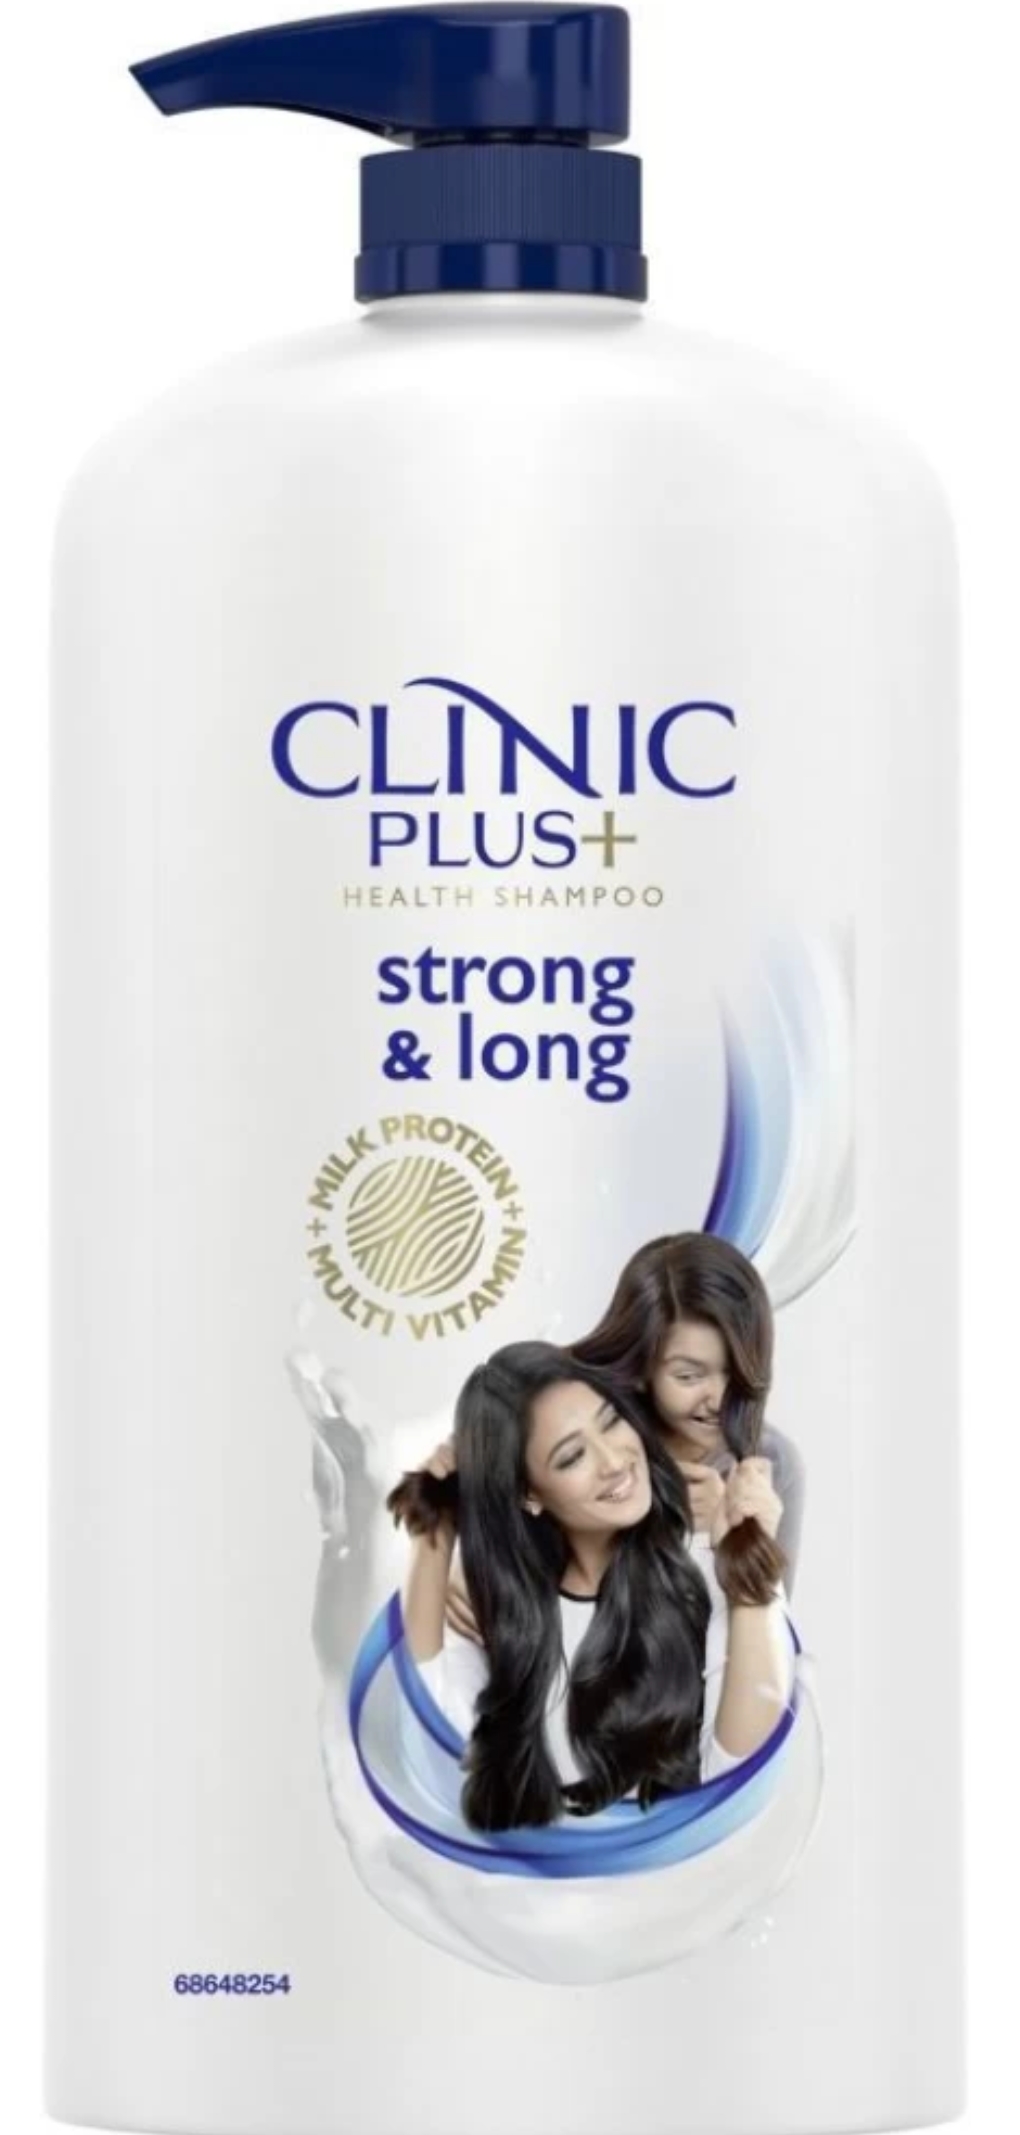 CLINIC
PLUS+
HEALTH SHAMPOO
strong
& long
+ MILK PROTEIN +
MULTI VITAMIN
68648254